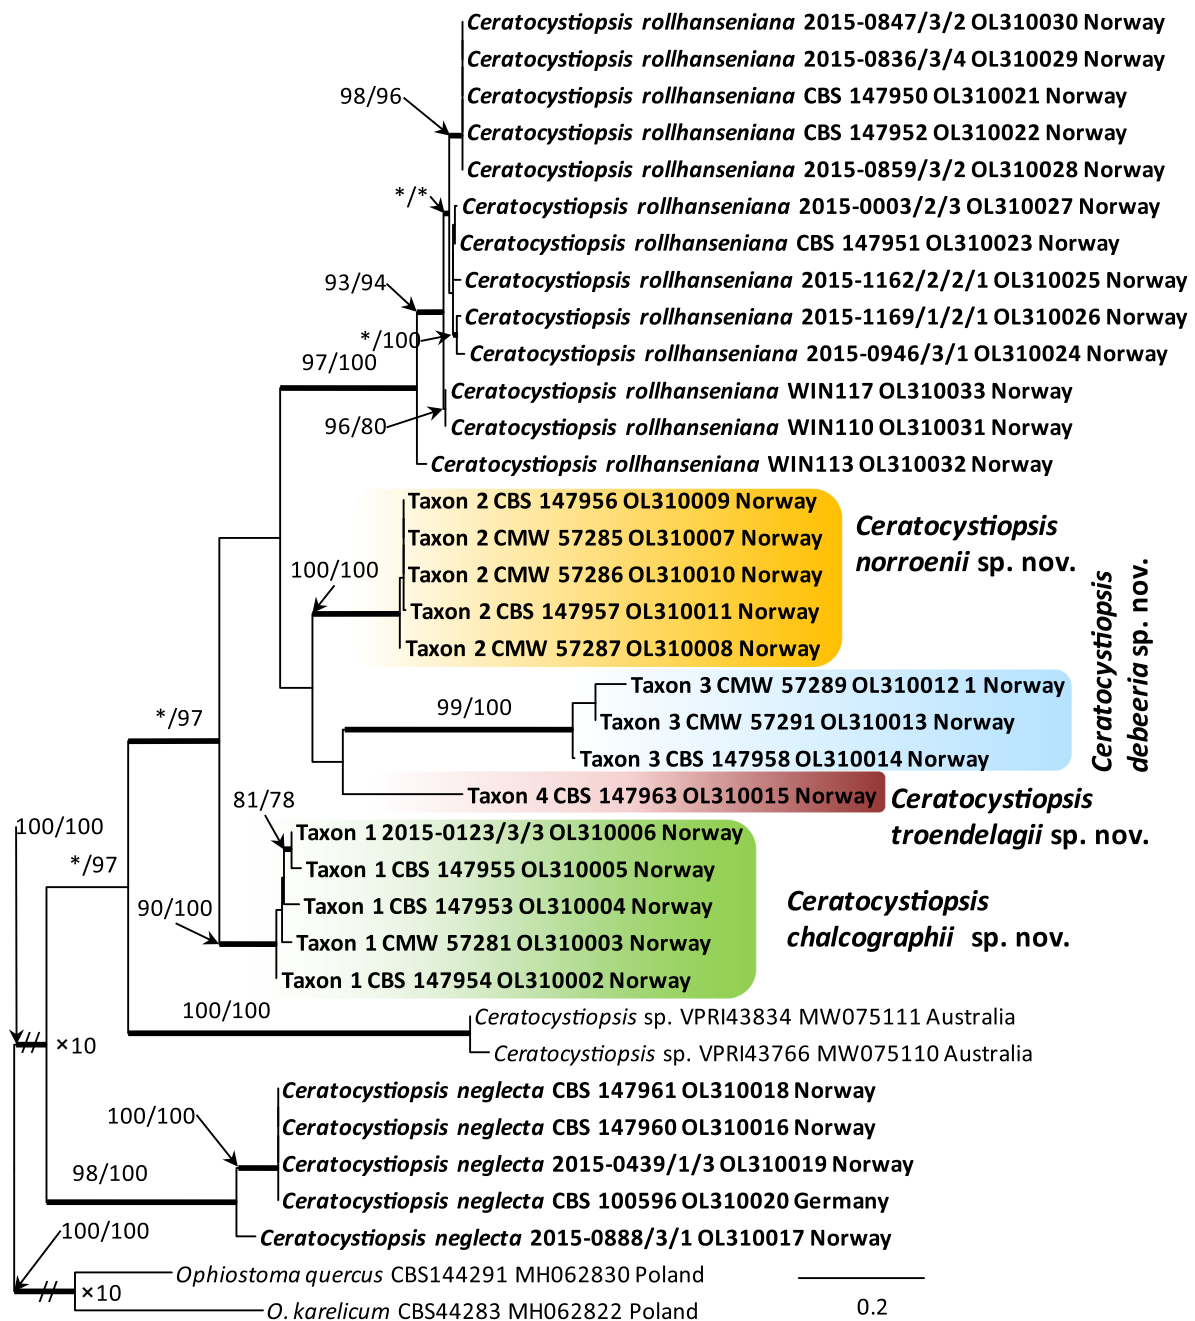 Ceratocystiopsis rollhanseniana 2015-0847/3/2 OL310030 Norway
Ceratocystiopsis rollhanseniana 2015-0836/3/4 OL310029 Norway
98/96
Ceratocystiopsis rollhanseniana CBS 147950 OL310021 Norway
Ceratocystiopsis rollhanseniana CBS 147952 OL310022 Norway
Ceratocystiopsis rollhanseniana 2015-0859/3/2 OL310028 Norway
*/*
Ceratocystiopsis rollhanseniana 2015-0003/2/3 OL310027 Norway
Ceratocystiopsis rollhanseniana CBS 147951 OL310023 Norway
93/94
Ceratocystiopsis rollhanseniana 2015-1162/2/2/1 OL310025 Norway
Ceratocystiopsis rollhanseniana 2015-1169/1/2/1 OL310026 Norway
*/100
97/100
Ceratocystiopsis rollhanseniana 2015-0946/3/1 OL310024 Norway
Ceratocystiopsis rollhanseniana WIN117 OL310033 Norway
96/80
Ceratocystiopsis rollhanseniana WIN110 OL310031 Norway
Ceratocystiopsis rollhanseniana WIN113 OL310032 Norway
Taxon 2 CBS 147956 OL310009 Norway
Taxon 2 CMW 57285 OL310007 Norway
100/100
Taxon 2 CMW 57286 OL310010 Norway
Taxon 2 CBS 147957 OL310011 Norway
Taxon 2 CMW 57287 OL310008 Norway
Ceratocystiopsis
norroenii sp. nov.
Taxon 3 CMW 57289 OL310012 1 Norway
99/100
Taxon 3 CMW 57291 OL310013 Norway
Taxon 3 CBS 147958 OL310014 Norway
Ceratocystiopsis
debeeria sp. nov.
*/97
Taxon 4 CBS 147963 OL310015 Norway
Ceratocystiopsis
troendelagii sp. nov.
81/78
100/100
Taxon 1 2015-0123/3/3 OL310006 Norway
*/97
Taxon 1 CBS 147955 OL310005 Norway
90/100
Taxon 1 CBS 147953 OL310004 Norway
Taxon 1 CMW 57281 OL310003 Norway
Taxon 1 CBS 147954 OL310002 Norway
Ceratocystiopsis
chalcographii sp. nov.
100/100
Ceratocystiopsis sp. VPRI43834 MW075111 Australia
×10
Ceratocystiopsis sp. VPRI43766 MW075110 Australia
Ceratocystiopsis neglecta CBS 147961 OL310018 Norway
100/100
Ceratocystiopsis neglecta CBS 147960 OL310016 Norway
98/100
Ceratocystiopsis neglecta 2015-0439/1/3 OL310019 Norway
Ceratocystiopsis neglecta CBS 100596 OL310020 Germany
100/100
Ceratocystiopsis neglecta 2015-0888/3/1 OL310017 Norway
Ophiostoma quercus CBS144291 MH062830 Poland
×10
O. karelicum CBS44283 MH062822 Poland
0.2